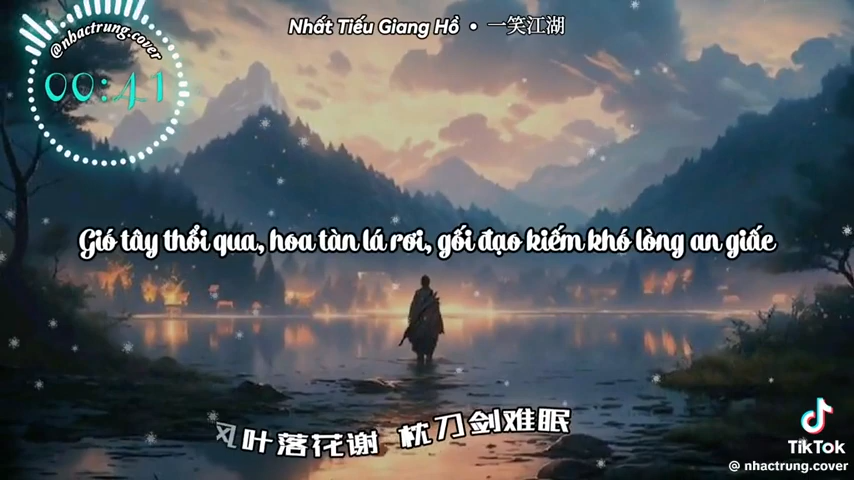 Nhất Tiếu Giang Hồ • 一笑江湖
@nhactrung.cover
00:41
Gió tây thổi qua, hoa tàn lá rơi, gối đạo kiếm khó lòng an giấc
风叶落花谢 枕刀剑难眠
TikTok
@ nhactrung.cover